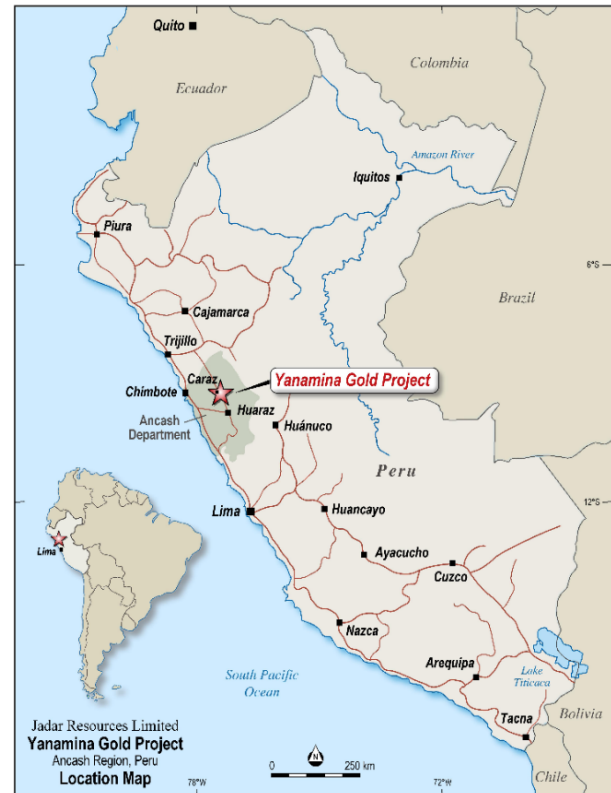 Quito
Colombia
Ecuador
Amazon River
Iquitos
Piura
6°S
Brazil
Cajamarca
Trijillo
Caraz
Yanamina Gold Project
Chimbote
Huaraz
Ancash
Department
Huánuco
Peru
12°S
Lima
Huancayo
Ayacucho
Cuzco
Lima
Nazca
Arequipa
Lake
Titicaca
South Pacific
Ocean
Bolivia
Tacna
Jadar Resources Limited
Yanamina Gold Project
Ancash Region, Peru
Location Map
N
0
250 km
Chile
78°W
72°W